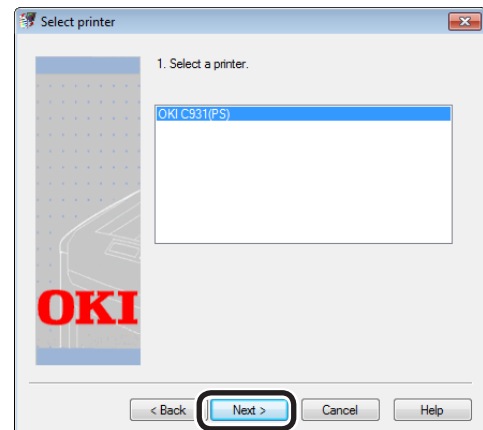 Select printer
1. Select a printer.
OKI C931(PS)
OKI
< Back Next > Cancel Help